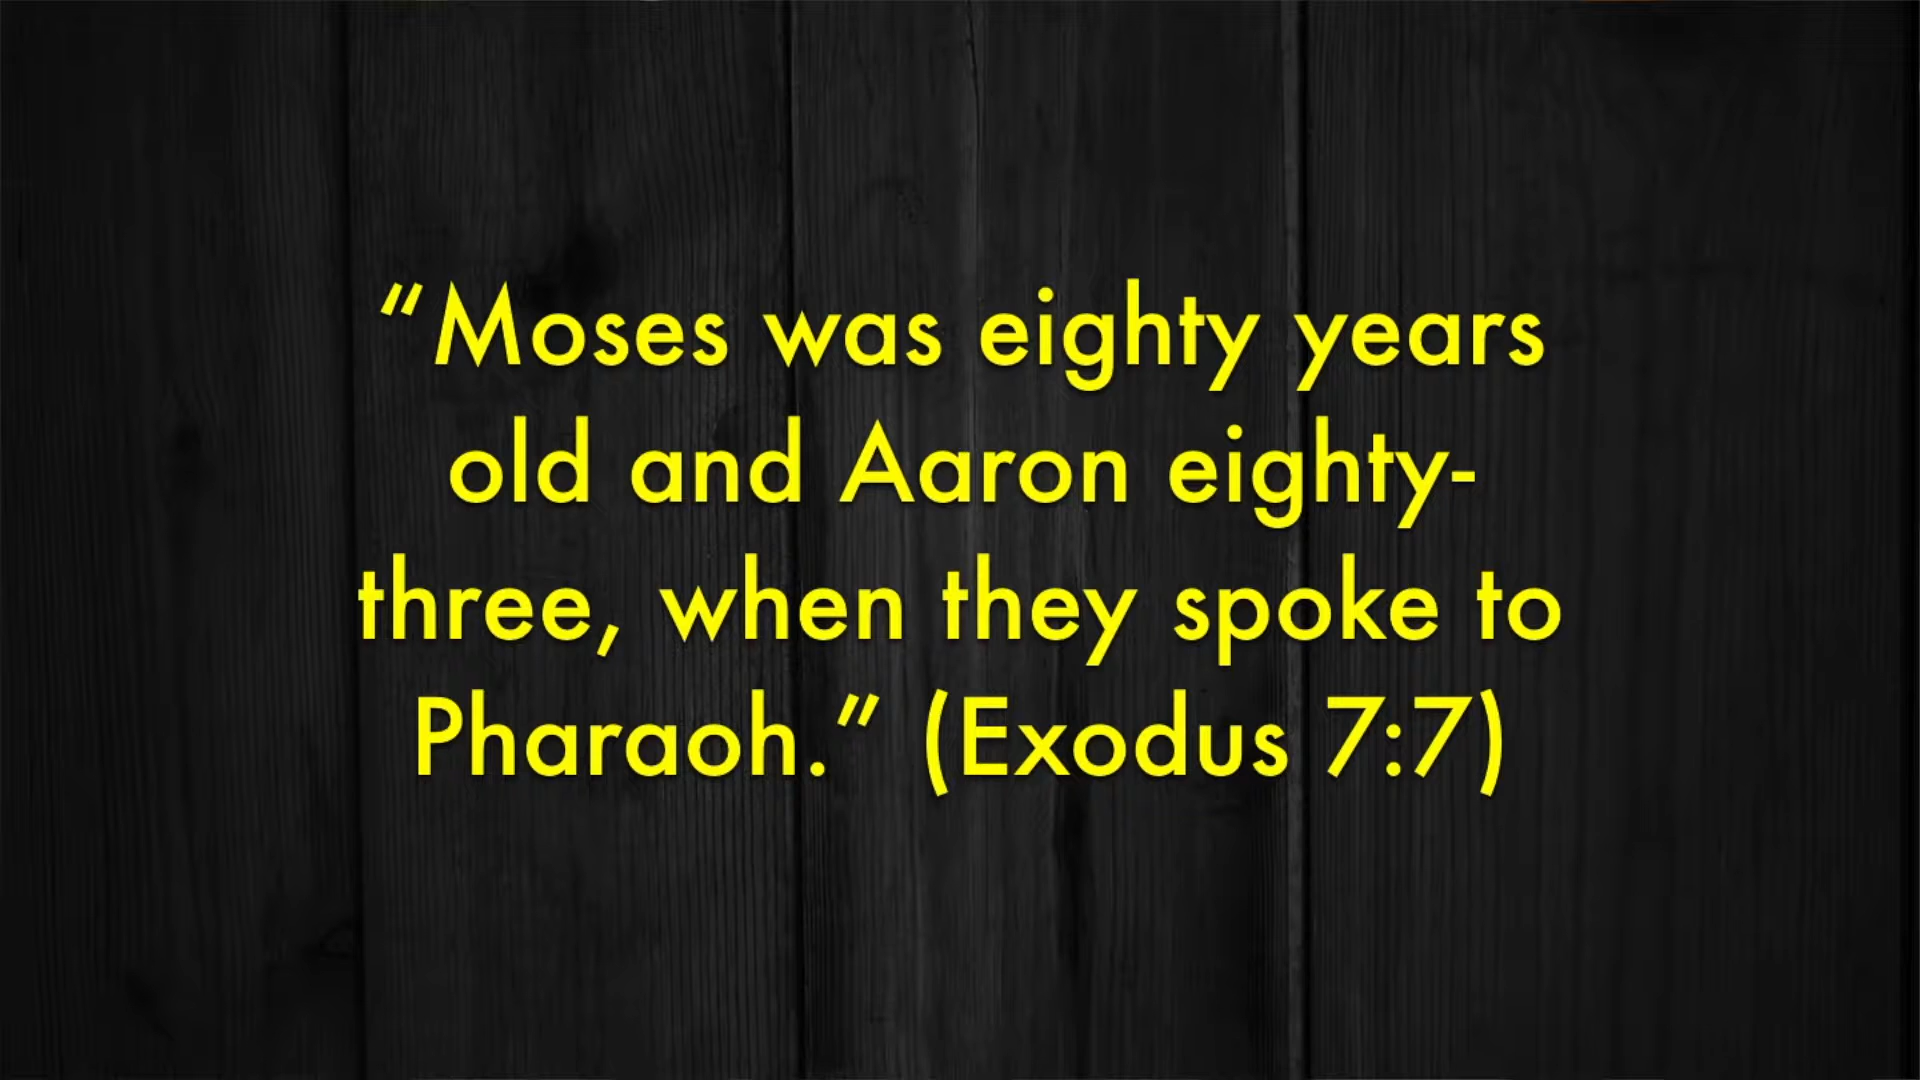 “Moses was eighty years
old and Aaron eighty-
three, when they spoke to
Pharaoh.” (Exodus 7:7)